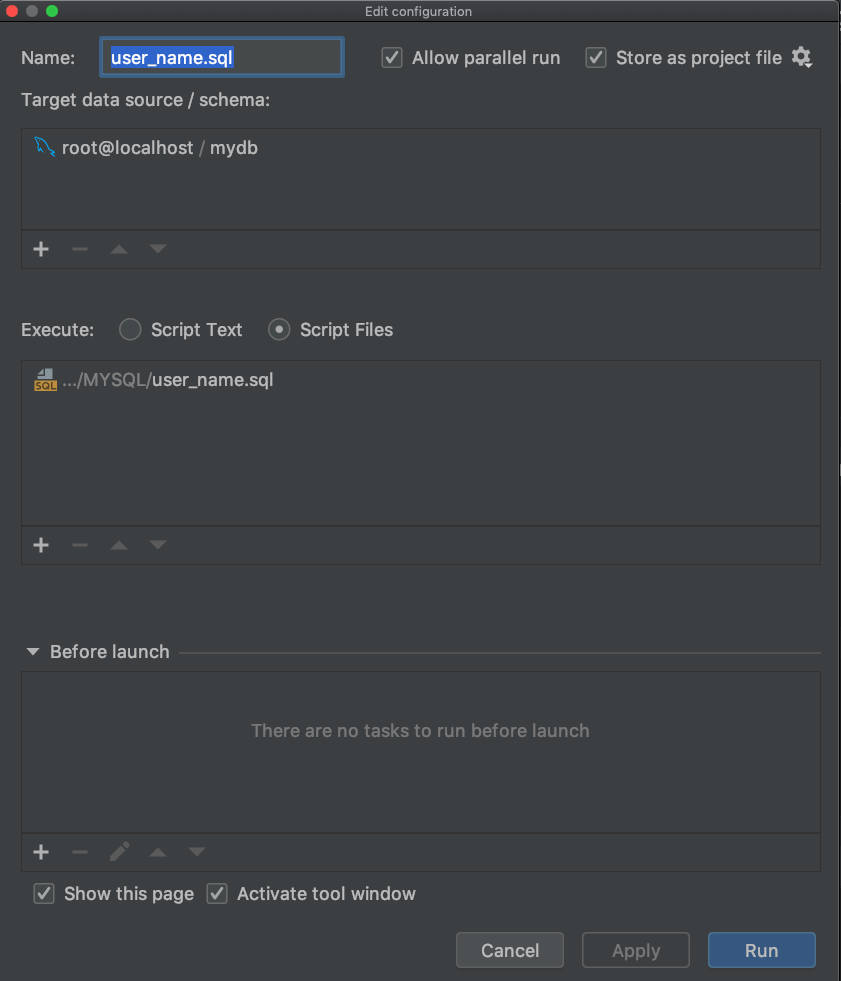 Edit configuration
Name: user_name.sql Allow parallel run Store as project file
Target data source / schema:
root@localhost / mydb
Execute: Script Text Script Files
SQL .../MYSQL/user_name.sql
Before launch
There are no tasks to run before launch
Show this page Activate tool window
Cancel Apply Run